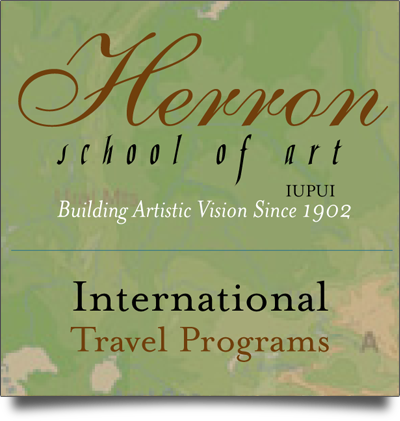 Herron
school of art
IUPUI
Building Artistic Vision Since 1902
International
Travel Programs
A